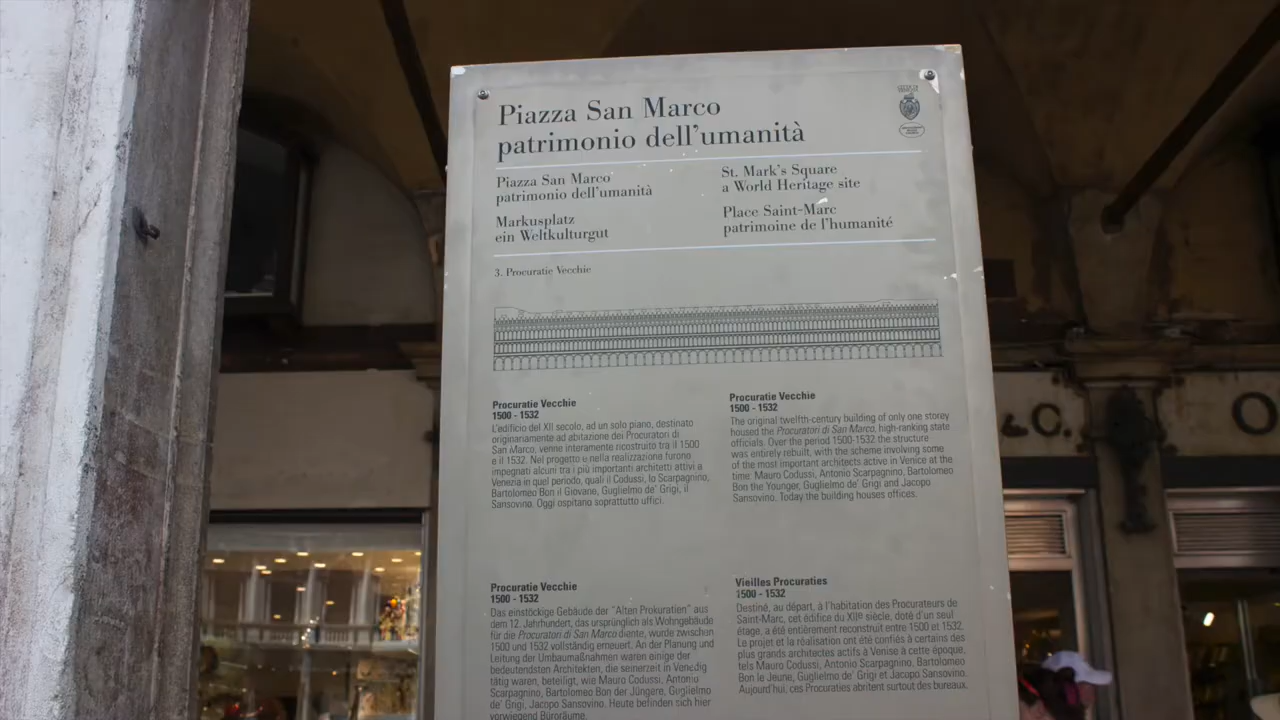 Piazza San Marco
patrimonio dell'umanità
Piazza San Marco
patrimonio dell'umanità
St. Mark's Square
a World Heritage site
Markusplatz
ein Weltkulturgut
Place Saint-Marc
patrimoine de l'humanité
3. Procuratie Vecchie
Procuratie Vecchie
1500 - 1532
L'edificio del XII secolo, ad un solo piano, destinato
originariamente ad abitazione dei Procuratori di
San Marco, venne interamente ricostruito tra il 1500
e il 1532. Nel progetto e nella realizzazione furono
impegnati alcuni tra i più importanti architetti attivi a
Venezia in quel periodo, quali il Codussi, lo Scarpagnino,
Bartolomeo Bon il Giovane, Guglielmo de' Grigi, il
Sansovino. Oggi ospitano soprattutto uffici.
Procuratie Vecchie
1500 - 1532
The original twelfth-century building of only one storey
housed the Procuratori di San Marco, high-ranking state
officials. Over the period 1500-1532 the structure
was entirely rebuilt, with the scheme involving some
of the most important architects active in Venice at the
time: Mauro Codussi, Antonio Scarpagnino, Bartolomeo
Bon the Younger, Guglielmo de' Grigi and Jacopo
Sansovino. Today the building houses offices.
Procuratie Vecchie
1500 - 1532
Das einstöckige Gebäude der "Alten Prokuratien" aus
dem 12. Jahrhundert, das ursprünglich als Wohngebäude
für die Procuratori di San Marco diente, wurde zwischen
1500 und 1532 vollständig erneuert. An der Planung und
Leitung der Umbaumaßnahmen waren einige der
bedeutendsten Architekten, die seinerzeit in Venedig
tätig waren, beteiligt, wie Mauro Codussi, Antonio
Scarpagnino, Bartolomeo Bon der Jüngere, Guglielmo
de' Grigi, Jacopo Sansovino. Heute befinden sich hier
vorwiegend Büroräume.
Vieilles Procuraties
1500 - 1532
Destiné, au départ, à l'habitation des Procurateurs de
Saint-Marc, cet édifice du XIIe siècle, doté d'un seul
étage, a été entièrement reconstruit entre 1500 et 1532.
Le projet et la réalisation ont été confiés à certains des
plus grands architectes actifs à Venise à cette époque,
tels Mauro Codussi, Antonio Scarpagnino, Bartolomeo
Bon le Jeune, Guglielmo de' Grigi et Jacopo Sansovino.
Aujourd'hui, ces Procuraties abritent surtout des bureaux.